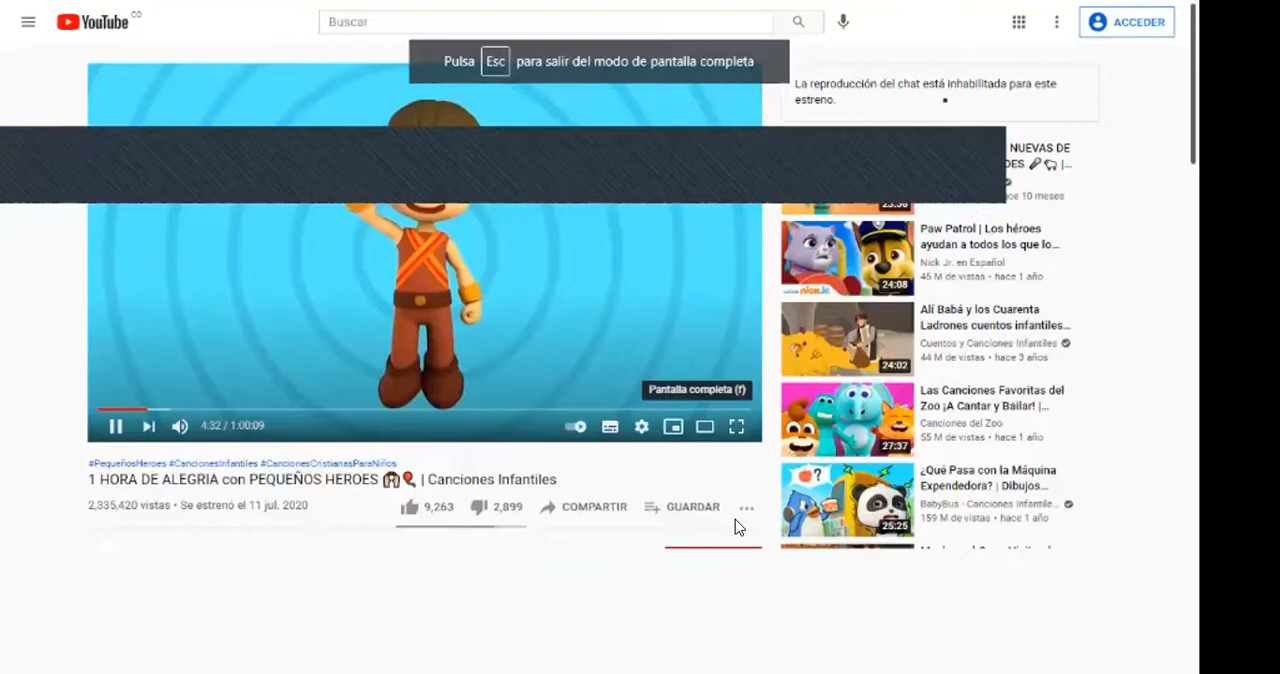 YouTube CO
Buscar
ACCEDER
Pulsa Esc para salir del modo de pantalla completa
La reproducción del chat está inhabilitada para este
estreno.
NUEVAS DE
|...
hace 10 meses
Paw Patrol | Los héroes
ayudan a todos los que lo...
Nick Jr. en Español
45 M de vistas • hace 1 año
24:08
nick jr.
Alí Babá y los Cuarenta
Ladrones cuentos infantiles...
Cuentos y Canciones Infantiles
44 M de vistas • hace 3 años
24:02
Las Canciones Favoritas del
Zoo ¡A Cantar y Bailar! |...
Canciones del Zoo
55 M de vistas • hace 1 año
27:37
¿Qué Pasa con la Máquina
Expendedora? | Dibujos...
BabyBus - Canciones Infantile...
159 M de vistas • hace 1 año
25:25
Pantalla completa (f)
4:32 / 1:00:09
#PequeñosHeroes #CancionesInfantiles #CancionesCristianasParaNiños
1 HORA DE ALEGRIA con PEQUEÑOS HEROES | Canciones Infantiles
2,335,420 vistas • Se estrenó el 11 jul. 2020
9,263
2,899
COMPARTIR
GUARDAR